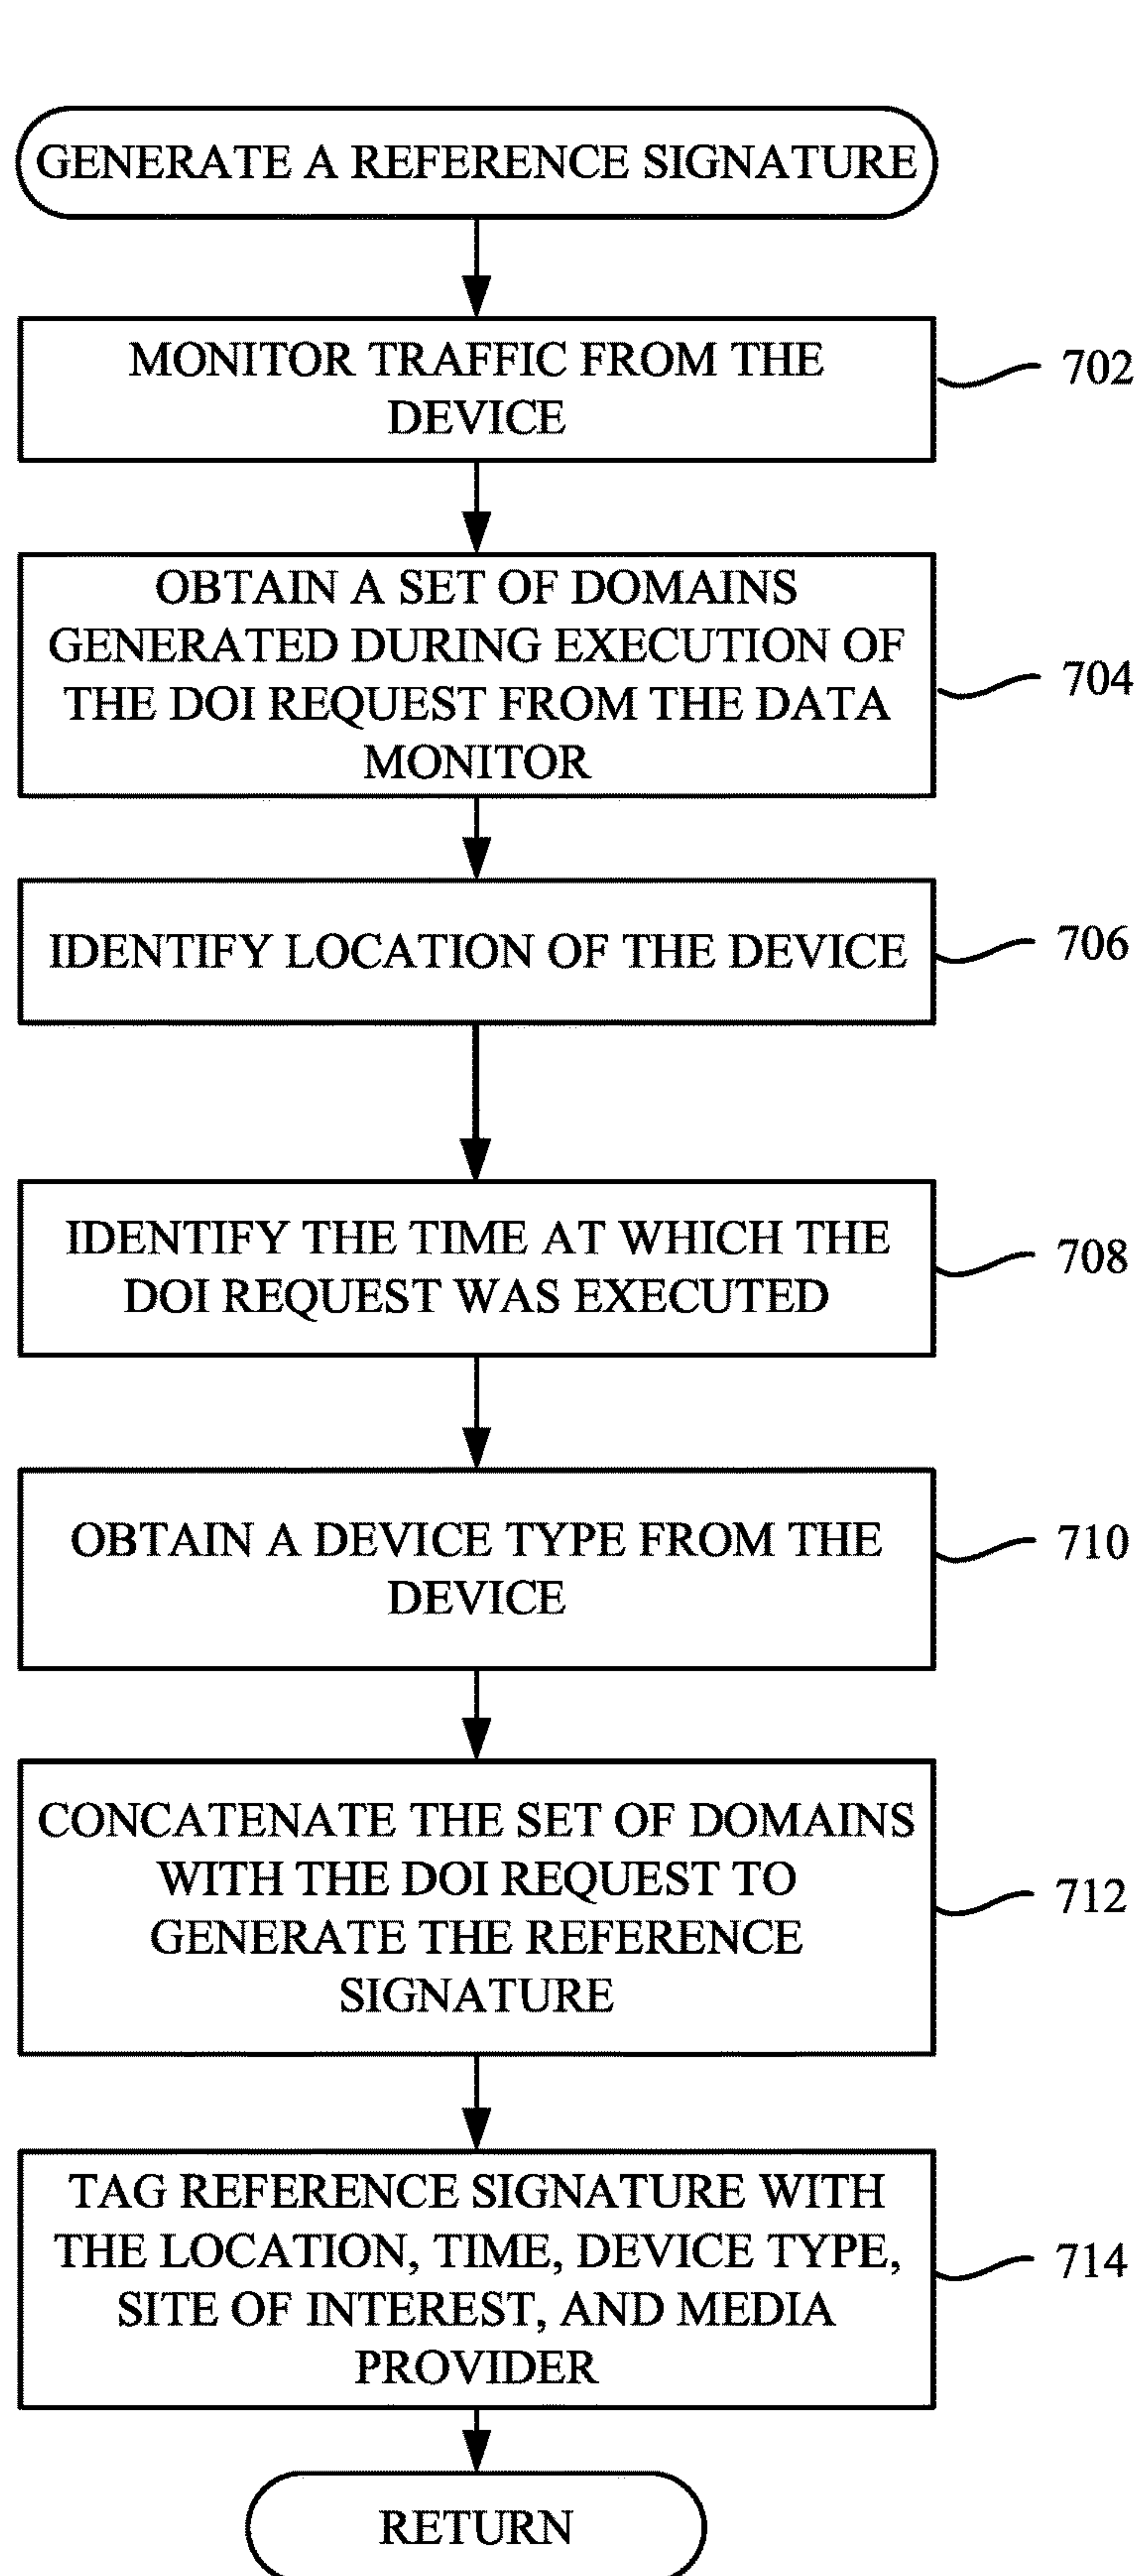 GENERATE A REFERENCE SIGNATURE
MONITOR TRAFFIC FROM THE
DEVICE
702
OBTAIN A SET OF DOMAINS
GENERATED DURING EXECUTION OF
THE DOI REQUEST FROM THE DATA
MONITOR
704
IDENTIFY LOCATION OF THE DEVICE
706
IDENTIFY THE TIME AT WHICH THE
DOI REQUEST WAS EXECUTED
708
OBTAIN A DEVICE TYPE FROM THE
DEVICE
710
CONCATENATE THE SET OF DOMAINS
WITH THE DOI REQUEST TO
GENERATE THE REFERENCE
SIGNATURE
712
TAG REFERENCE SIGNATURE WITH
THE LOCATION, TIME, DEVICE TYPE,
SITE OF INTEREST, AND MEDIA
PROVIDER
714
RETURN